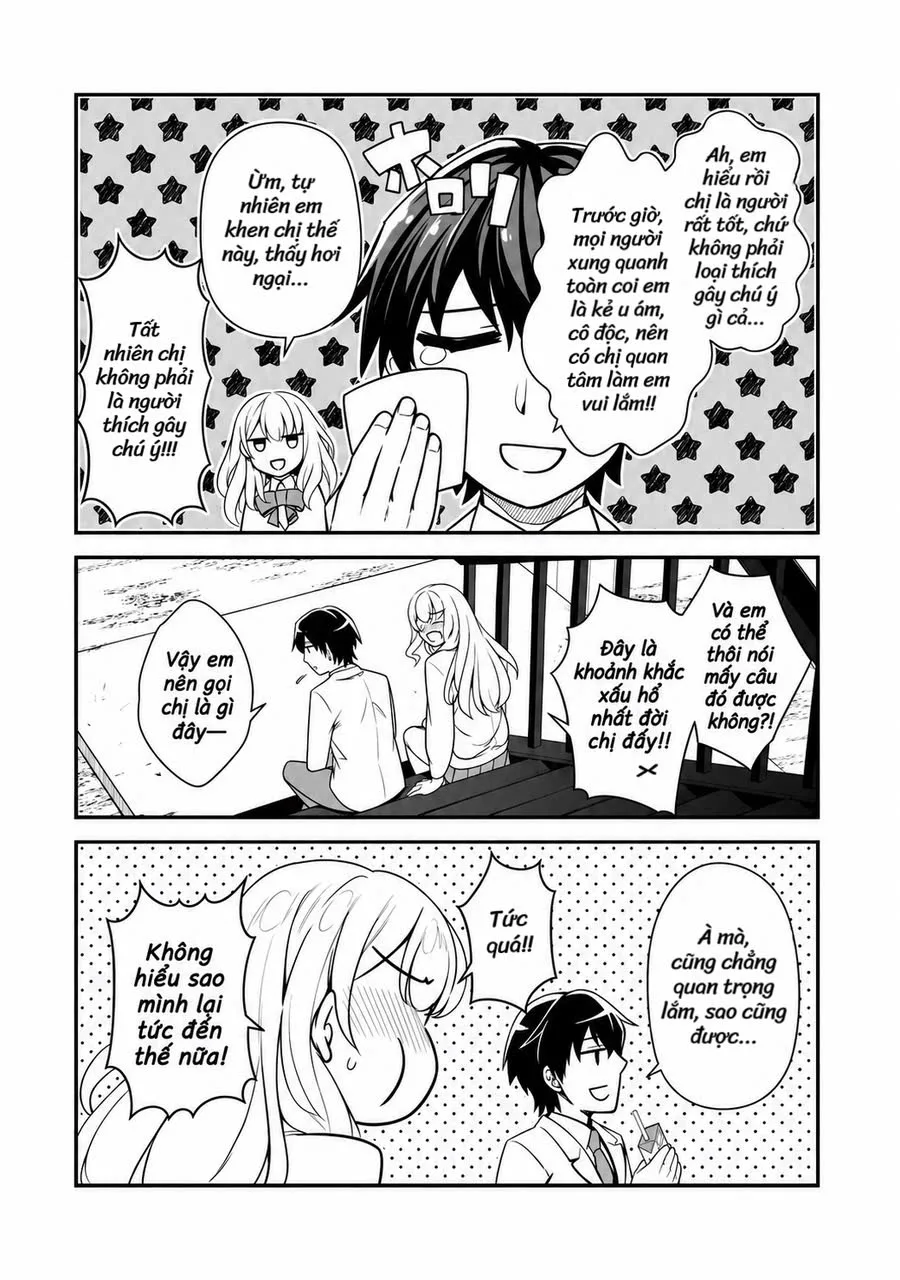 Ah, em
hiểu rồi
chị là người
rất tốt, chứ
không phải
loại thích
gây chú ý
gì cả...
Trước giờ,
mọi người
xung quanh
toàn coi em
là kẻ u ám,
cô độc, nên
có chị quan
tâm làm em
vui lắm!!
ホロリ
Ừm, tự
nhiên em
khen chị thế
này, thấy hơi
ngại...
Tất
nhiên chị
không phải
là người
thích gây
chú ý!!!
Và em
có thể
thôi nói
mấy câu
đó được
không?!
Đây là
khoảnh khắc
xấu hổ
nhất đời
chị đấy!!
Vậy em
nên gọi
chị là gì
đây—
À mà,
cũng chẳng
quan trọng
lắm, sao cũng
được...
Tức
quá!!
Không
hiểu sao
mình lại
tức đến
thế nữa!